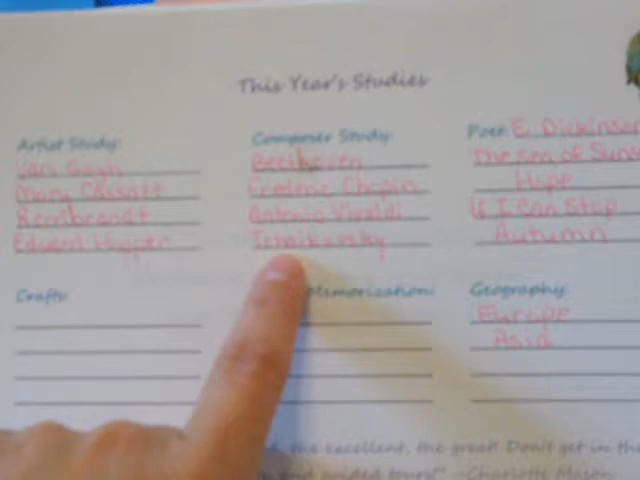 This Year's Studies
Artist Study:
Van Gogh
Mary Cassatt
Rembrandt
Edward Hopper
Composer Study:
Beethoven
Frederic Chopin
Antonio Vivaldi
Tchaikovsky
Poet: E. Dickinson
The Sea of Suns
Hope
If I Can Stop
Autumn
Crafts:
Memorization:
Geography:
Europe
Asia
the excellent, the great! Don't get in the
and guided tours!" ~Charlotte Mason